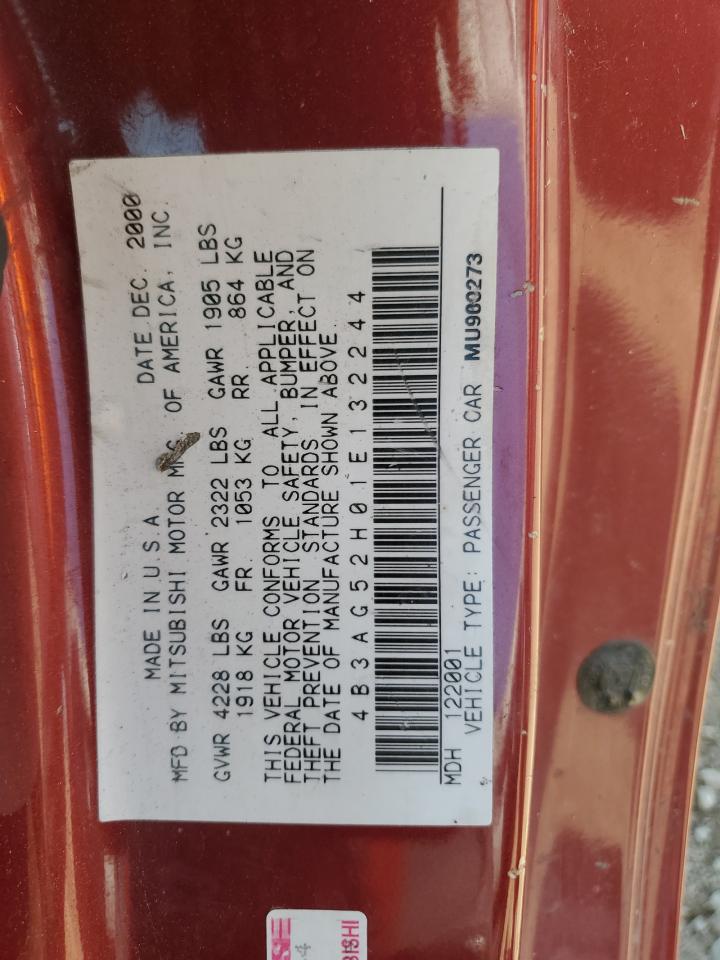 MADE IN U.S.A. DATE DEC. 2000
MFD BY MITSUBISHI MOTOR MFG. OF AMERICA, INC.
GVWR 4228 LBS GAWR 2322 LBS GAWR 1905 LBS
1918 KG FR. 1053 KG RR. 864 KG
THIS VEHICLE CONFORMS TO ALL APPLICABLE
FEDERAL MOTOR VEHICLE SAFETY, BUMPER, AND
THEFT PREVENTION STANDARDS IN EFFECT ON
THE DATE OF MANUFACTURE SHOWN ABOVE.
4B3AG52H01E132244
MDH 122001
VEHICLE TYPE: PASSENGER CAR MU900273